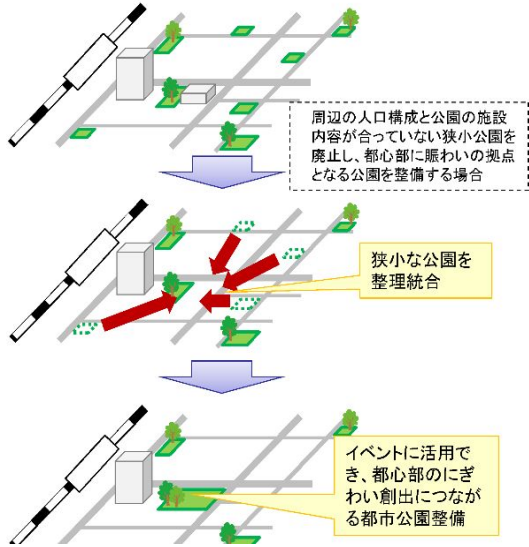 周辺の人口構成と公園の施設
内容が合っていない狭小公園を
廃止し、都心部に賑わいの拠点
となる公園を整備する場合
狭小な公園を
整理統合
イベントに活用で
き、都心部のにぎ
わい創出につなが
る都市公園整備